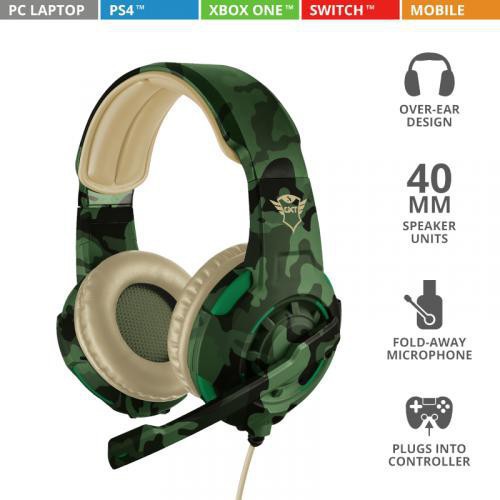 PC LAPTOP
PS4™
XBOX ONE™
SWITCH™
MOBILE
OVER-EAR
DESIGN
40
MM
SPEAKER
UNITS
FOLD-AWAY
MICROPHONE
PLUGS INTO
CONTROLLER
GXT